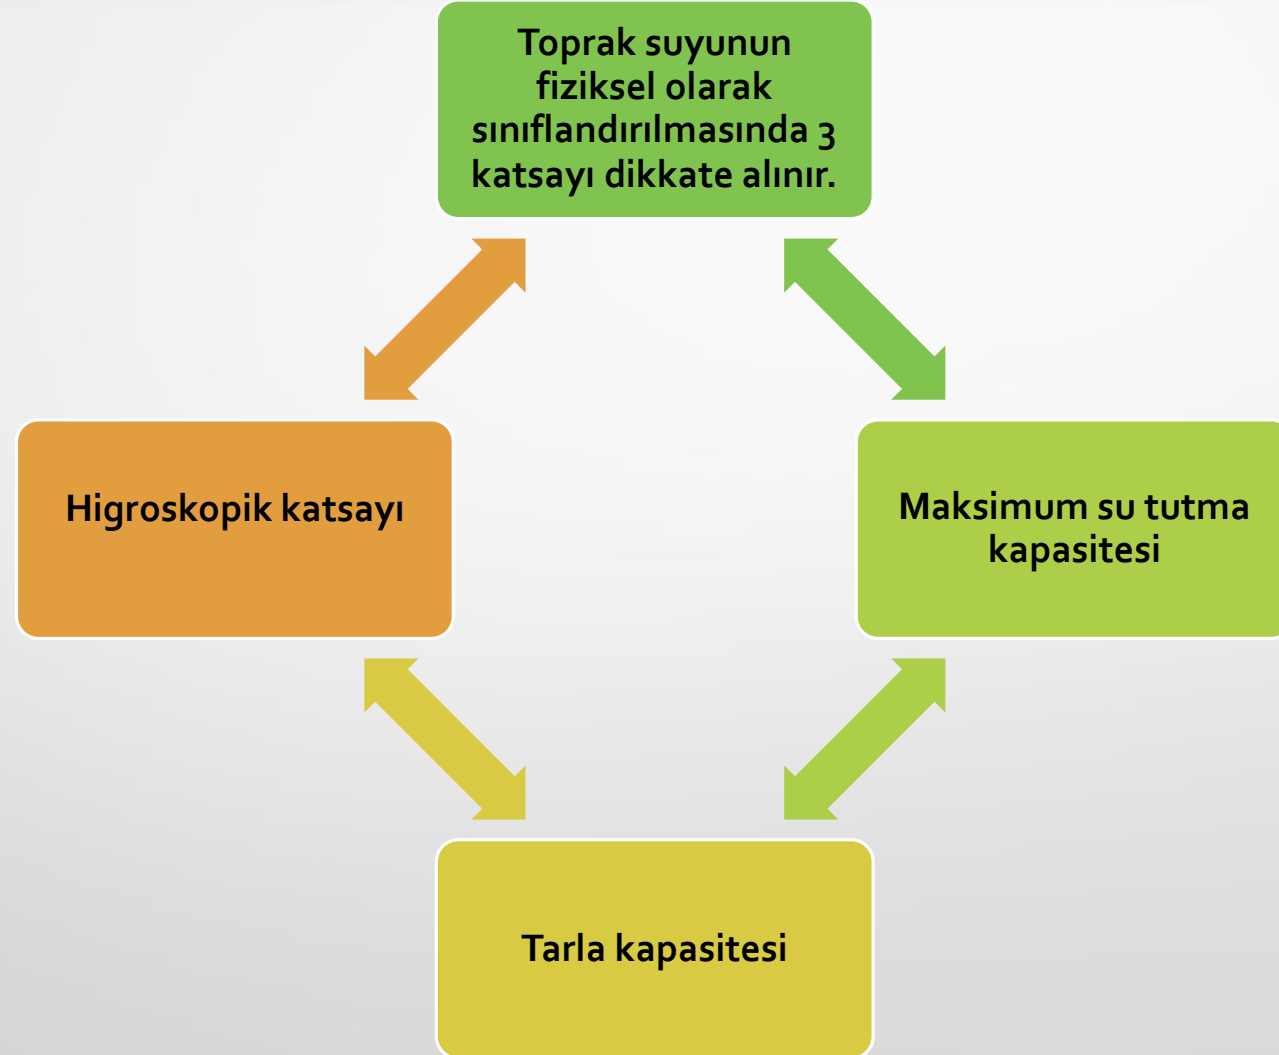 Toprak suyunun
fiziksel olarak
sınıflandırılmasında 3
katsayı dikkate alınır.
Higroskopik katsayı
Maksimum su tutma
kapasitesi
Tarla kapasitesi